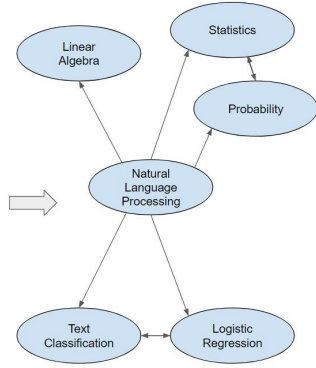 Statistics
Linear
Algebra
Probability
Natural
Language
Processing
Text
Classification
Logistic
Regression